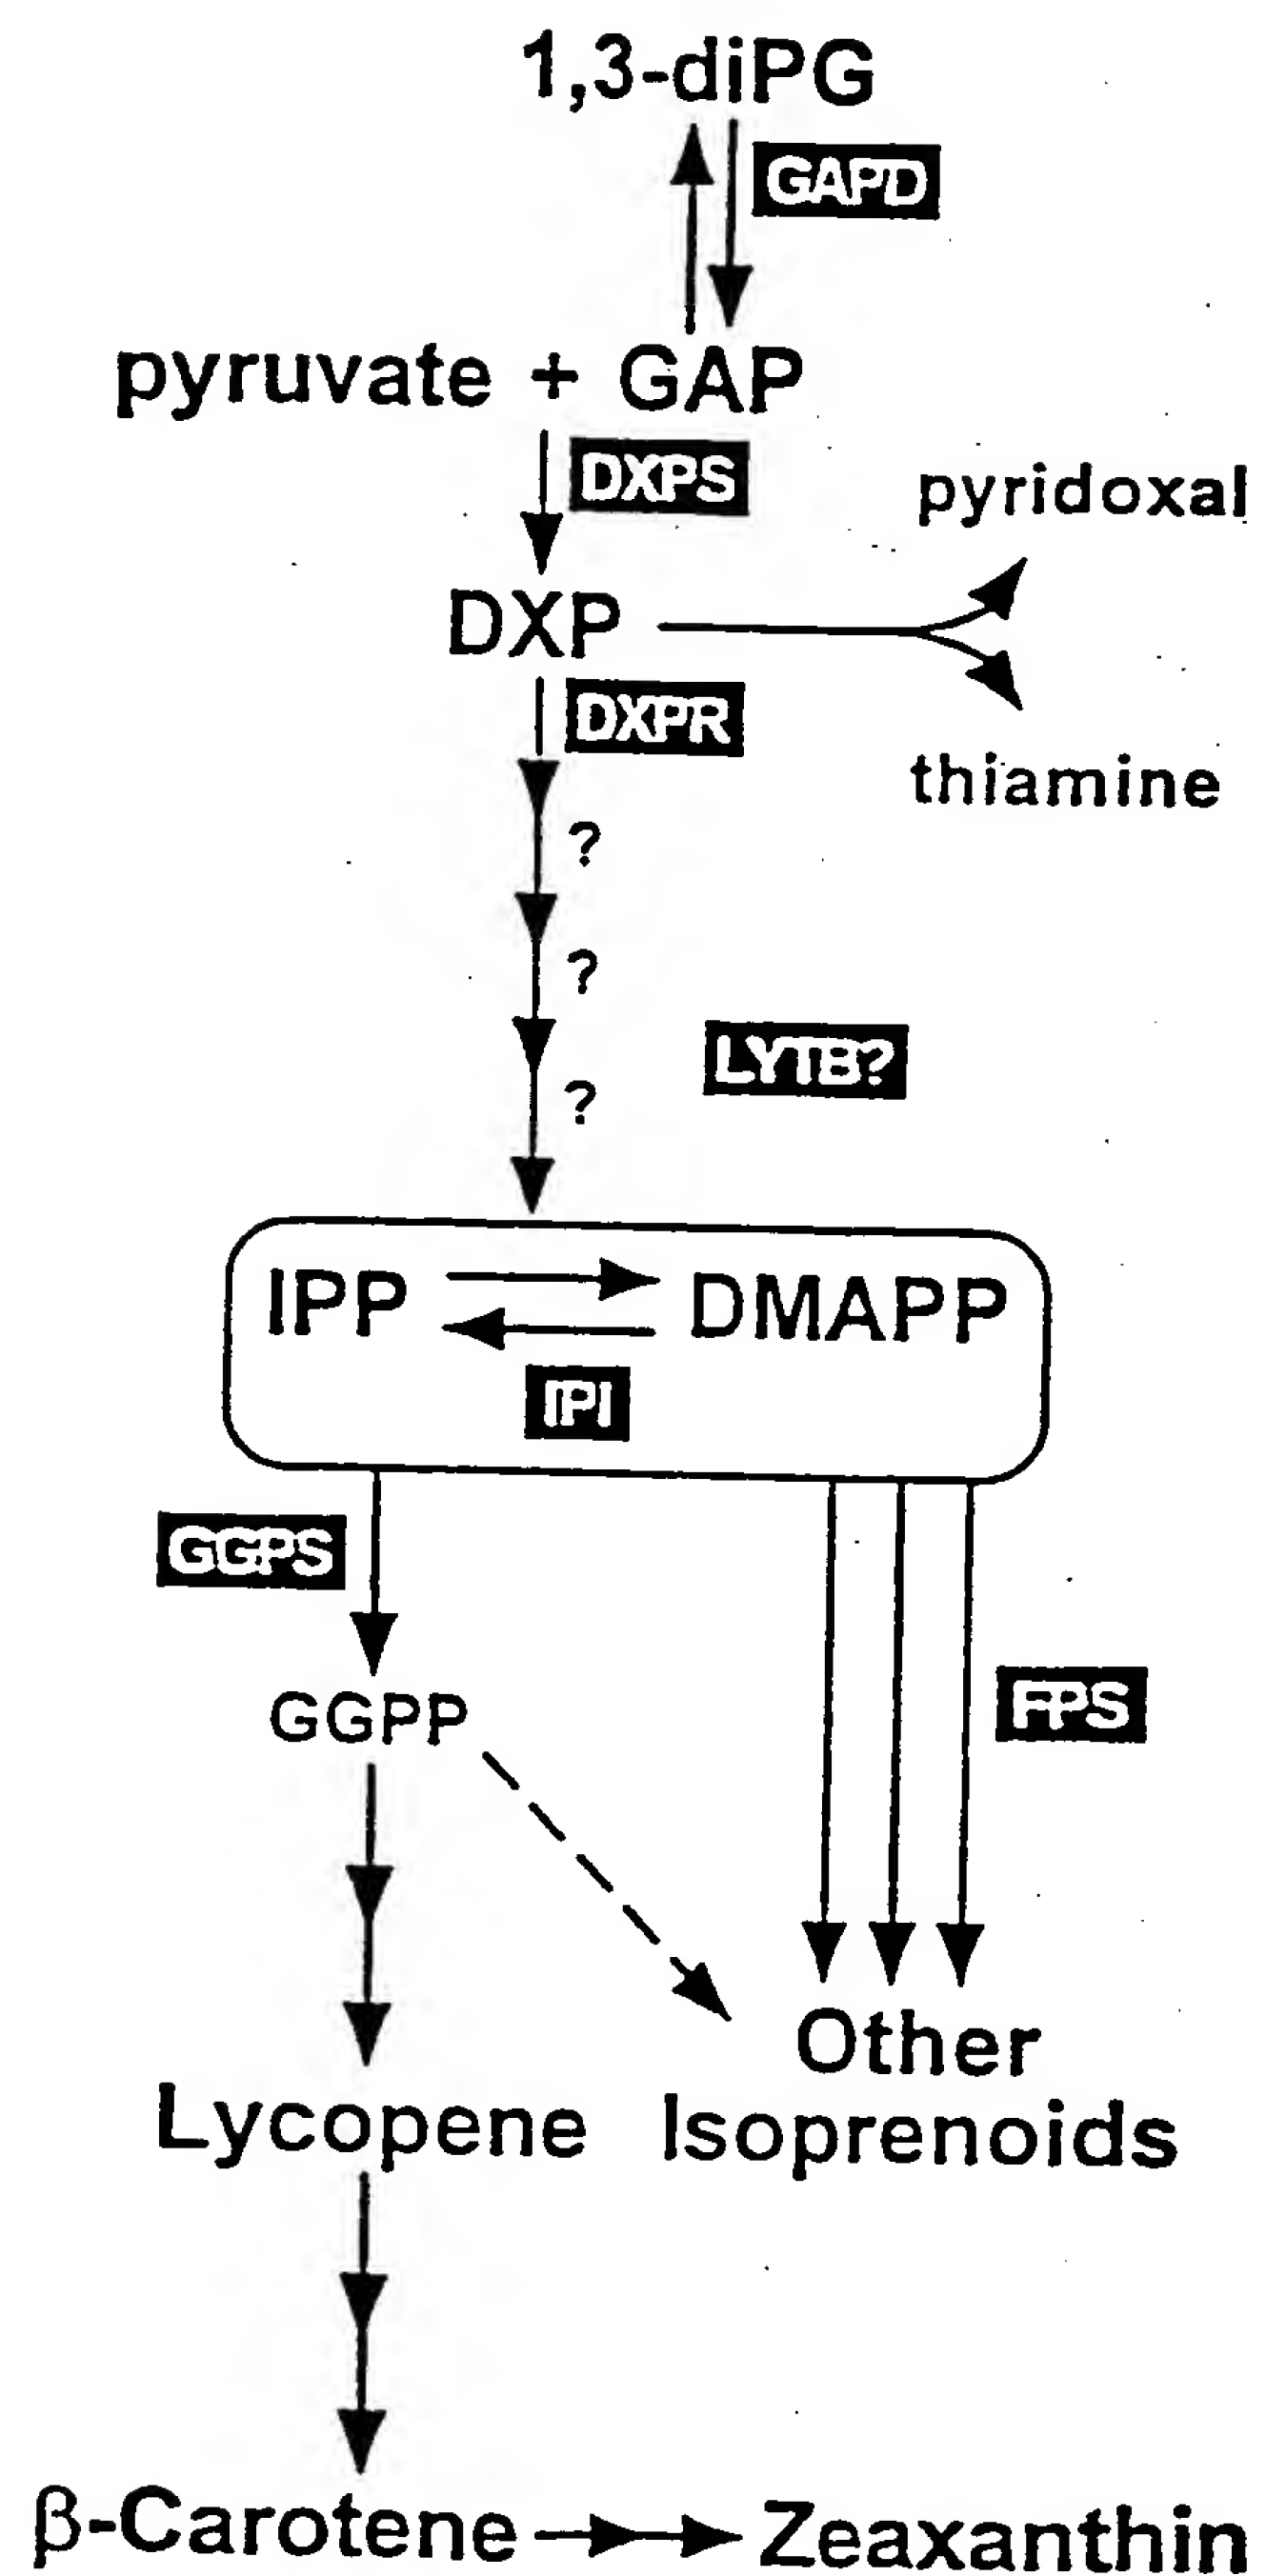 1,3-diPG
GAPD
pyruvate + GAP
DXPS
pyridoxal
DXP
DXPR
thiamine
?
?
LYTB?
?
IPP DMAPP
IPI
GGPS
GGPP
FPS
Other
Isoprenoids
Lycopene
β-Carotene Zeaxanthin